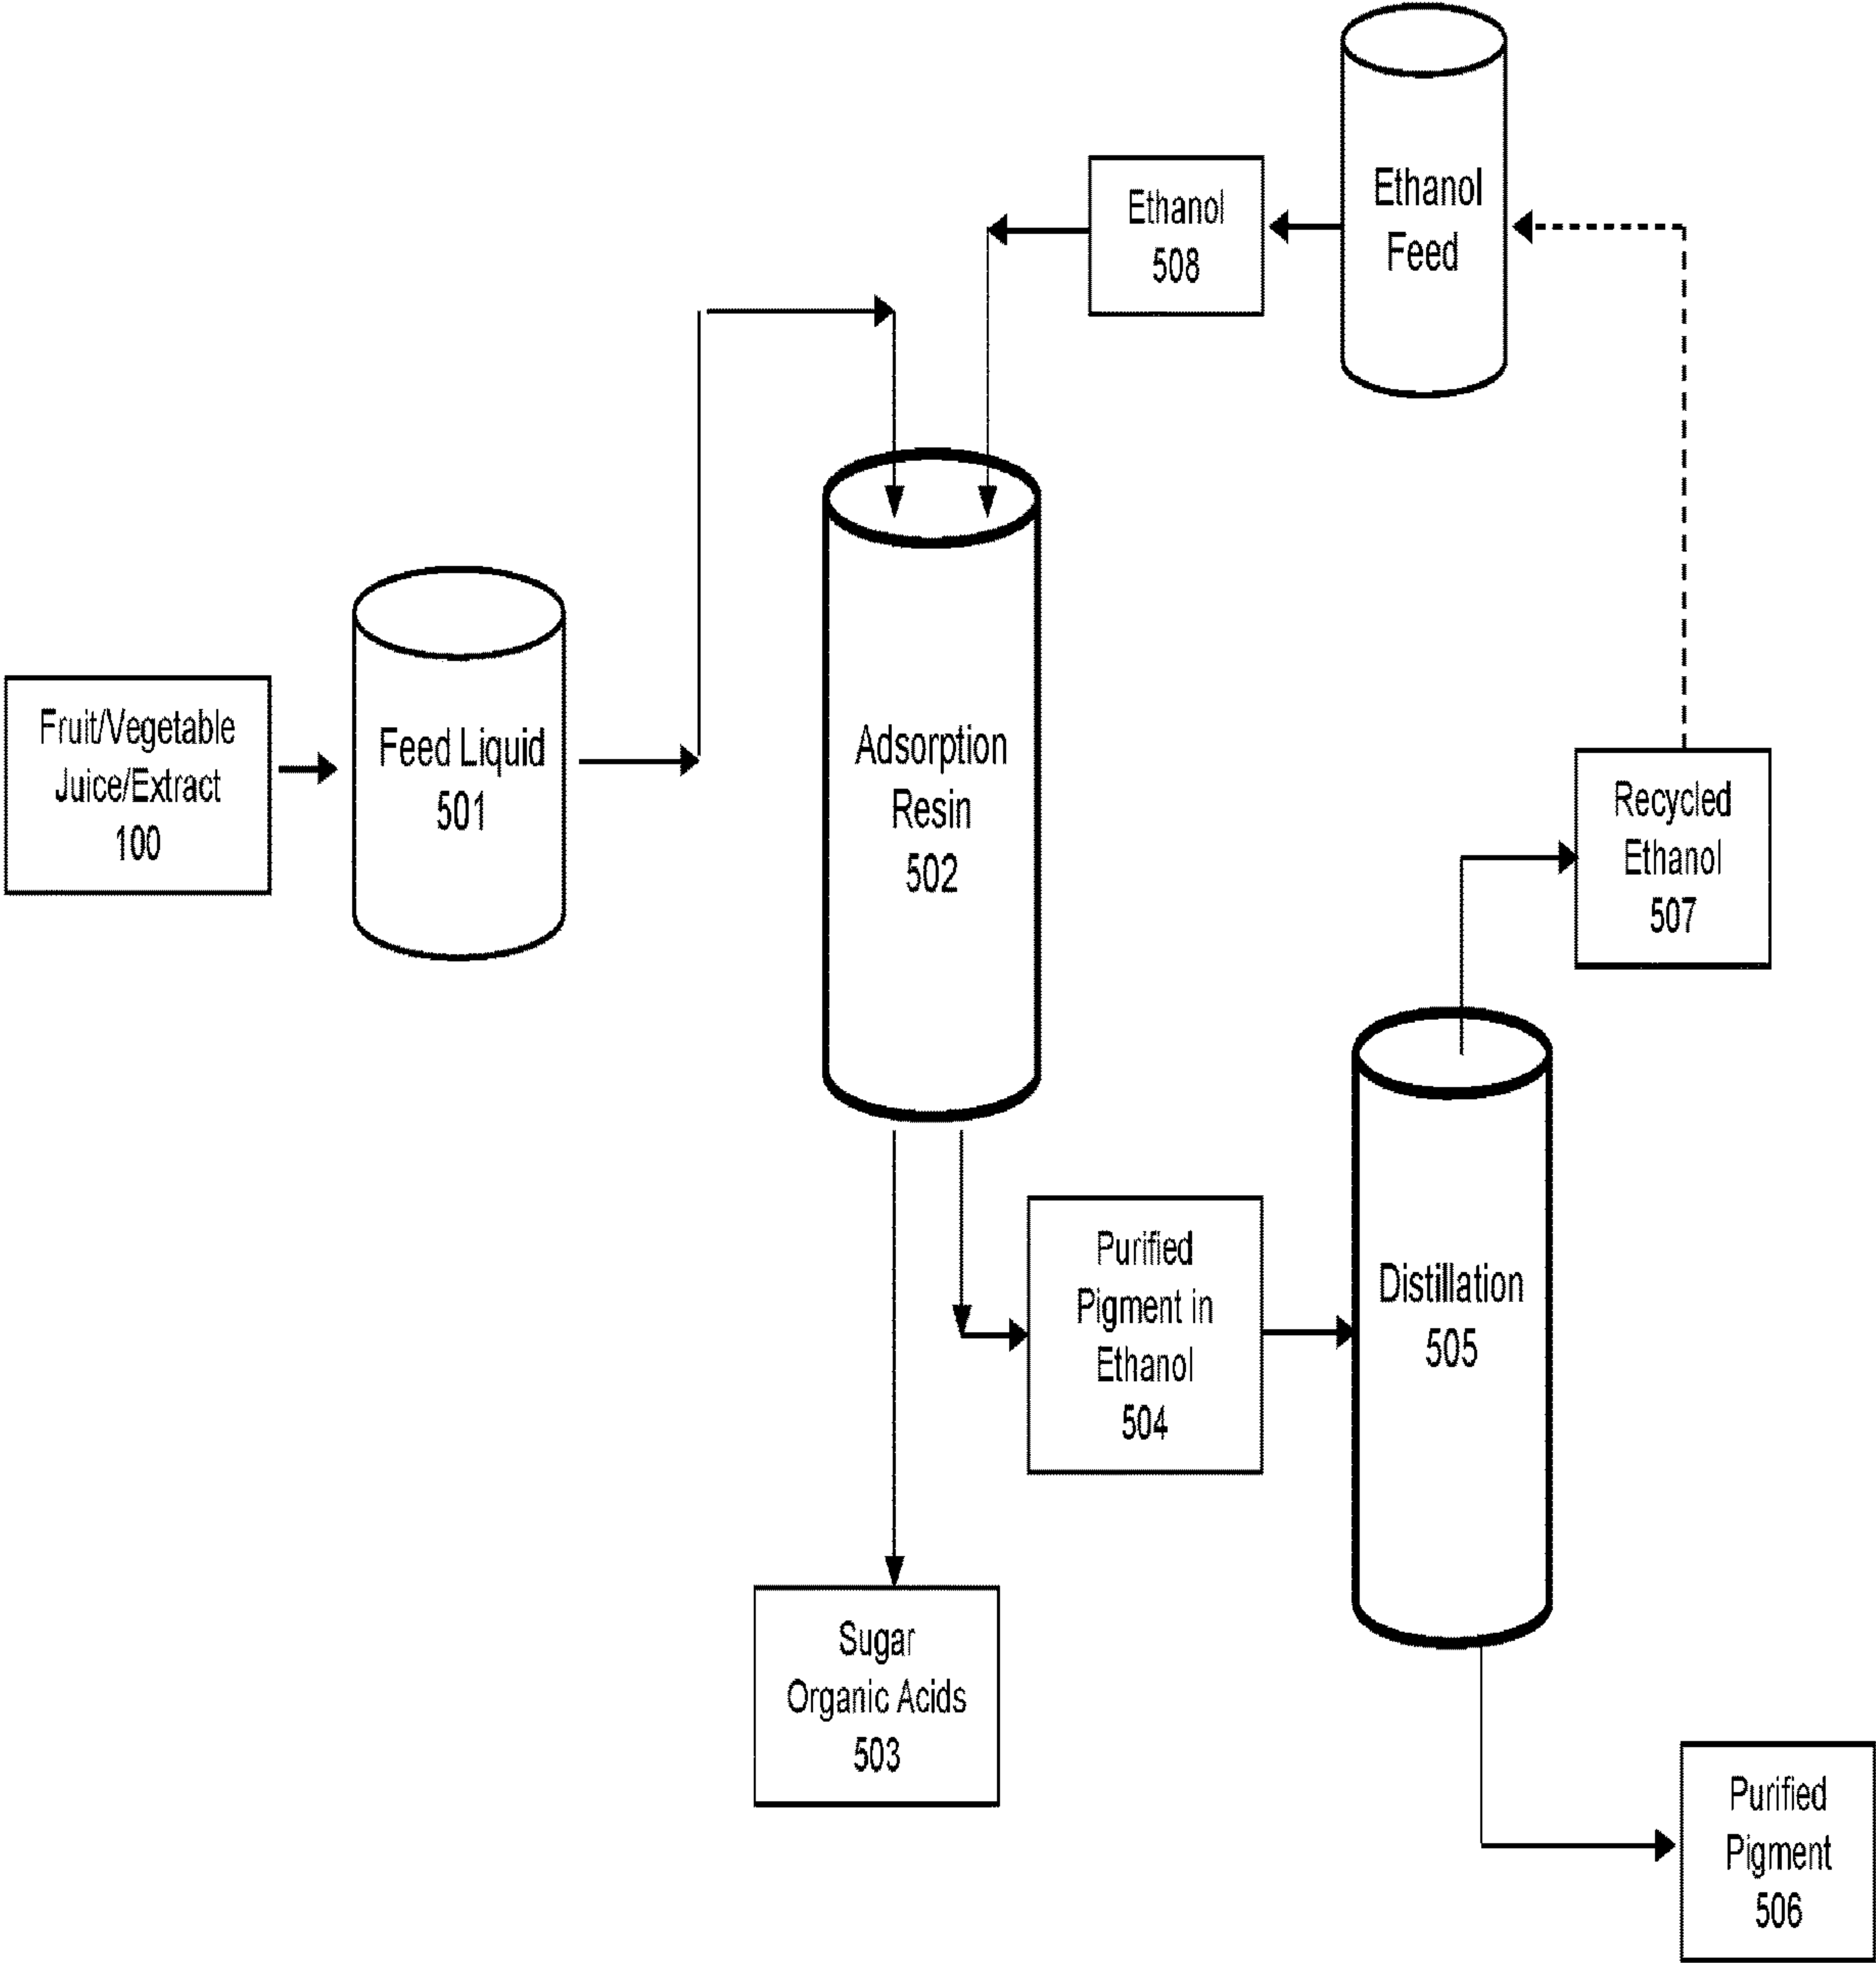 Ethanol
Feed
Ethanol
508
Fruit/Vegetable
Juice/Extract
100
Feed Liquid
501
Adsorption
Resin
502
Recycled
Ethanol
507
Purified
Pigment in
Ethanol
504
Distillation
505
Sugar
Organic Acids
503
Purified
Pigment
506